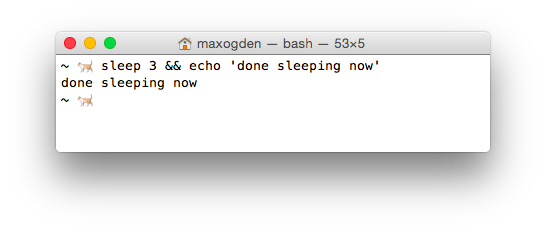 maxogden — bash — 53×5
~ 🐈 sleep 3 && echo 'done sleeping now'
done sleeping now
~ 🐈